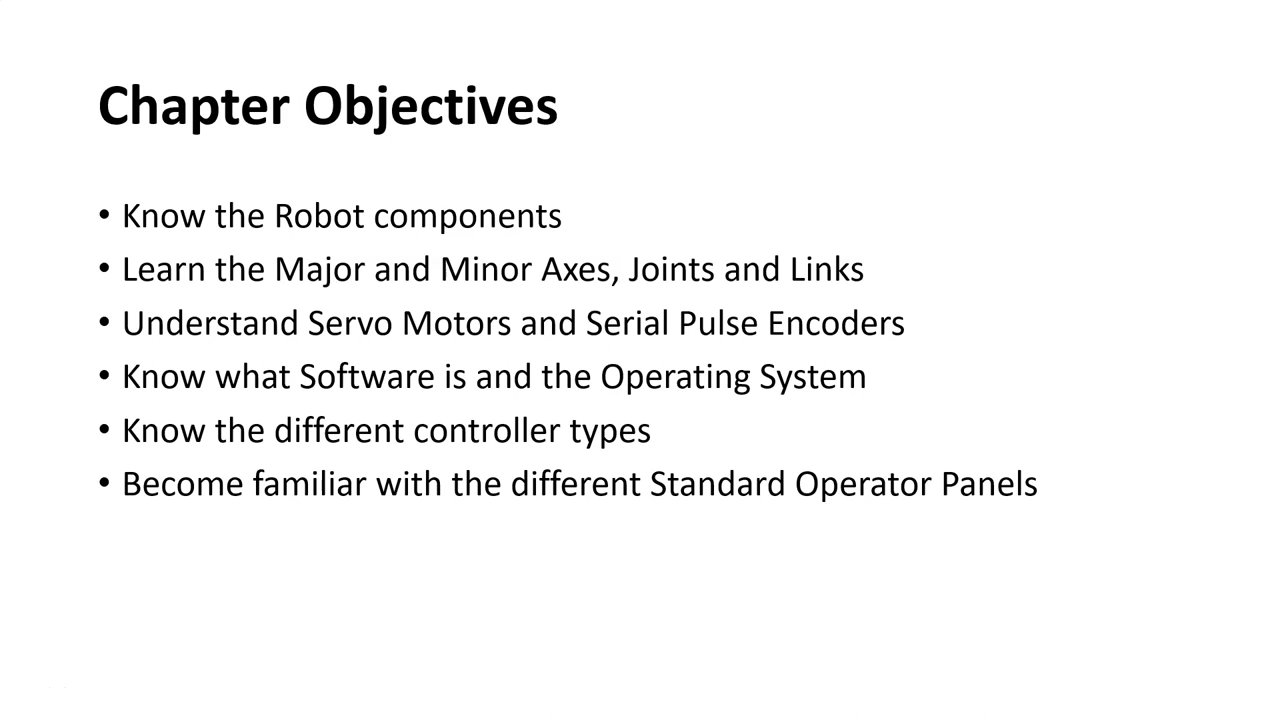 Chapter Objectives
• Know the Robot components
• Learn the Major and Minor Axes, Joints and Links
• Understand Servo Motors and Serial Pulse Encoders
• Know what Software is and the Operating System
• Know the different controller types
• Become familiar with the different Standard Operator Panels